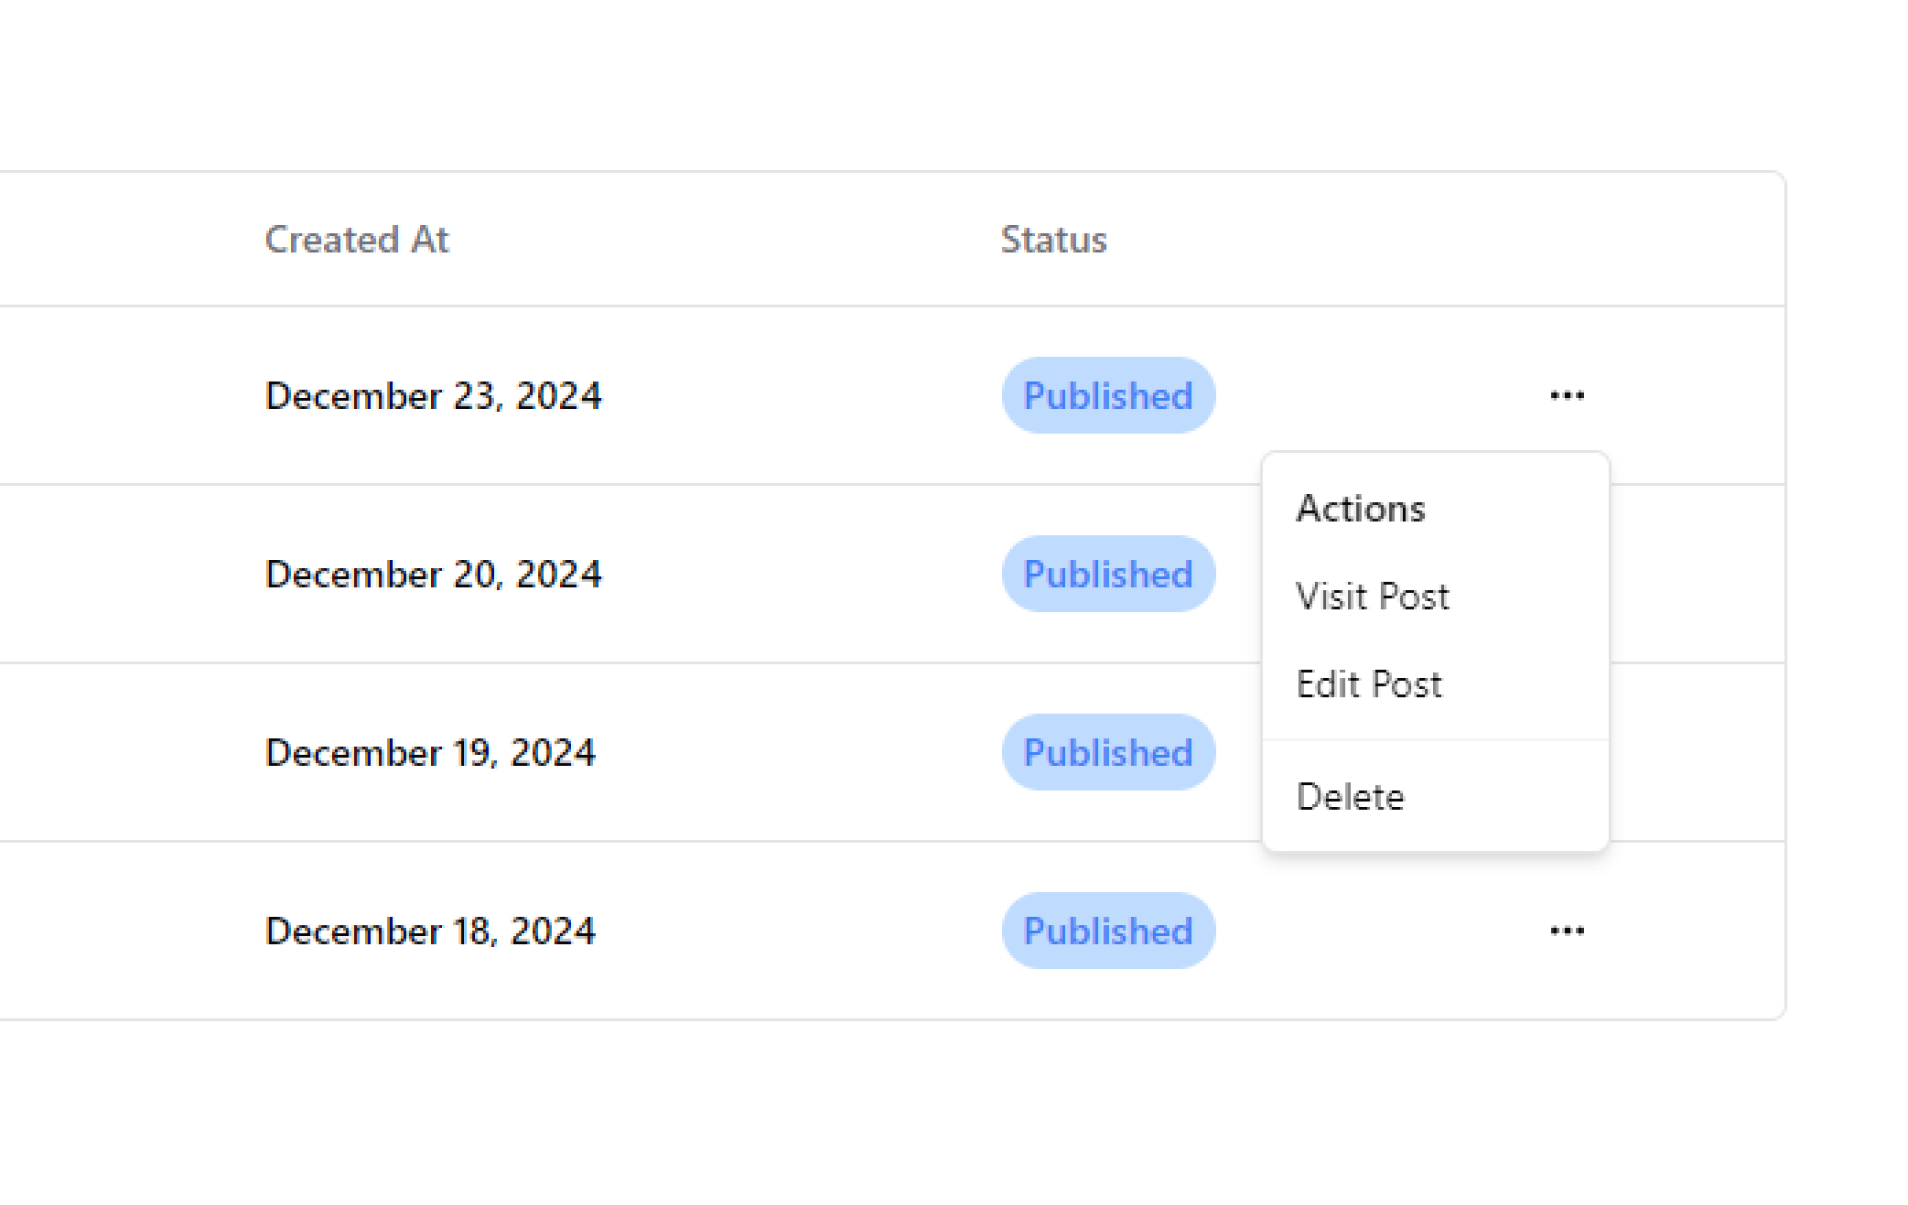 Created At Status
December 23, 2024 Published
Actions
Visit Post
Edit Post
Delete
December 20, 2024 Published
December 19, 2024 Published
December 18, 2024 Published